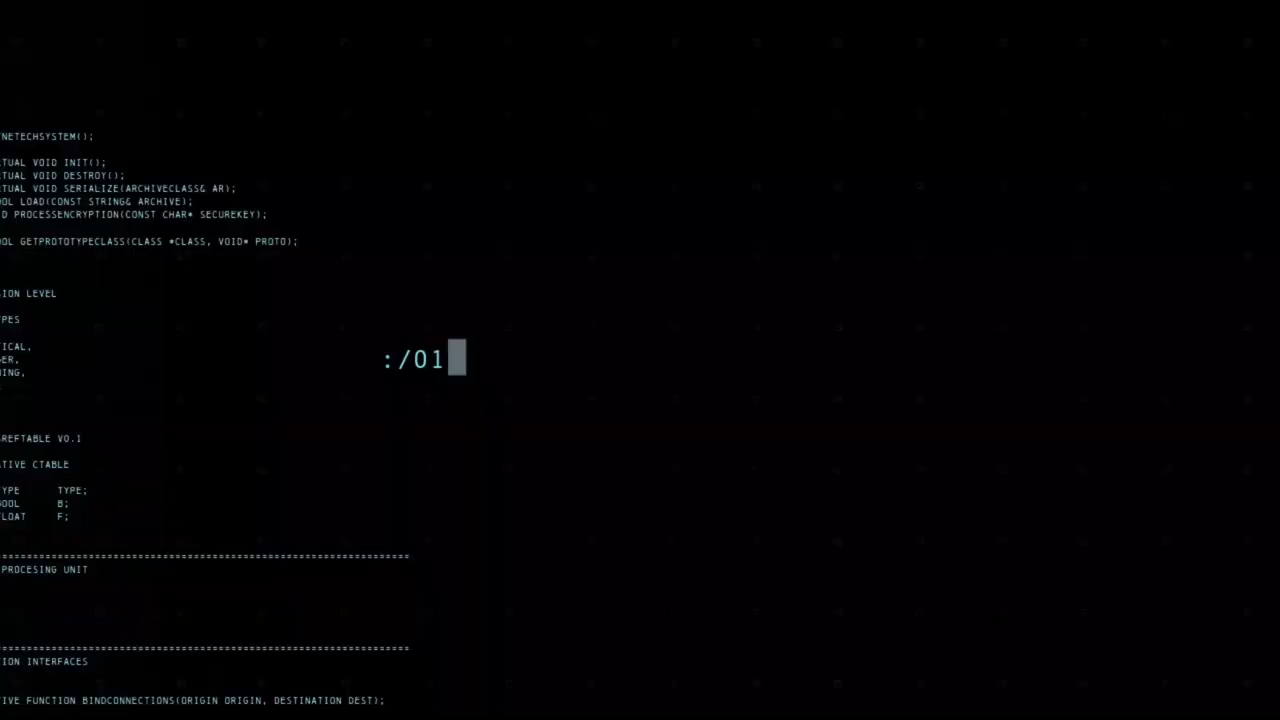 NETECHSYSTEM();
TUAL VOID INIT();
TUAL VOID DESTROY();
TUAL VOID SERIALIZE(ARCHIVECLASS& AR);
OOL LOAD(CONST STRING& ARCHIVE);
D PROCESSENCRYPTION(CONST CHAR* SECUREKEY);
OOL GETPROTOTYPECLASS(CLASS *CLASS, VOID* PROTO);
ION LEVEL
PES
ICAL,
:/01
ER,
ING,
REFTABLE V0.1
ATIVE CTABLE
YPE TYPE;
BOOL B;
LOAT F;
==================================================================
PROCESING UNIT
==================================================================
ION INTERFACES
IVE FUNCTION BINDCONNECTIONS(ORIGIN ORIGIN, DESTINATION DEST);